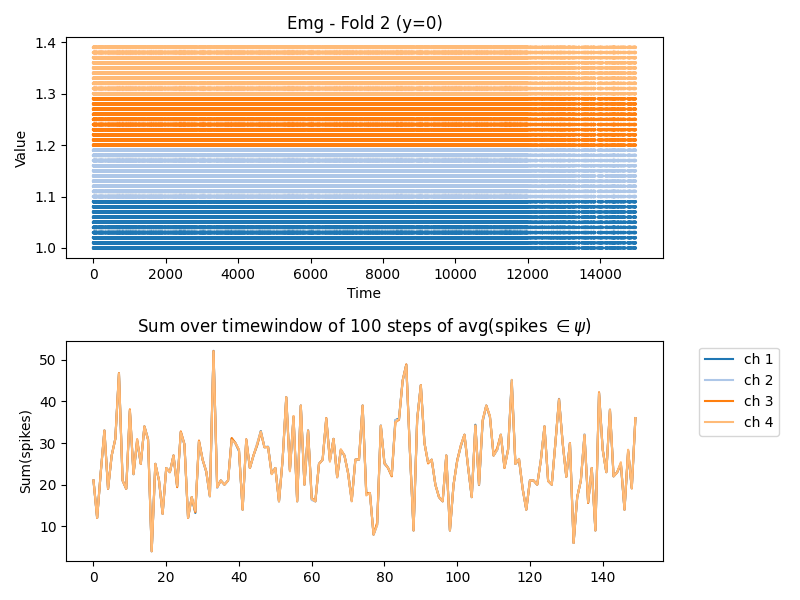 Emg - Fold 2 (y=0)
1.4
1.3
1.2
1.1
1.0
Value
0 2000 4000 6000 8000 10000 12000 14000
Time
Sum over timewindow of 100 steps of avg(spikes ∈ ψ)
50
40
30
20
10
Sum(spikes)
0 20 40 60 80 100 120 140
ch 1
ch 2
ch 3
ch 4